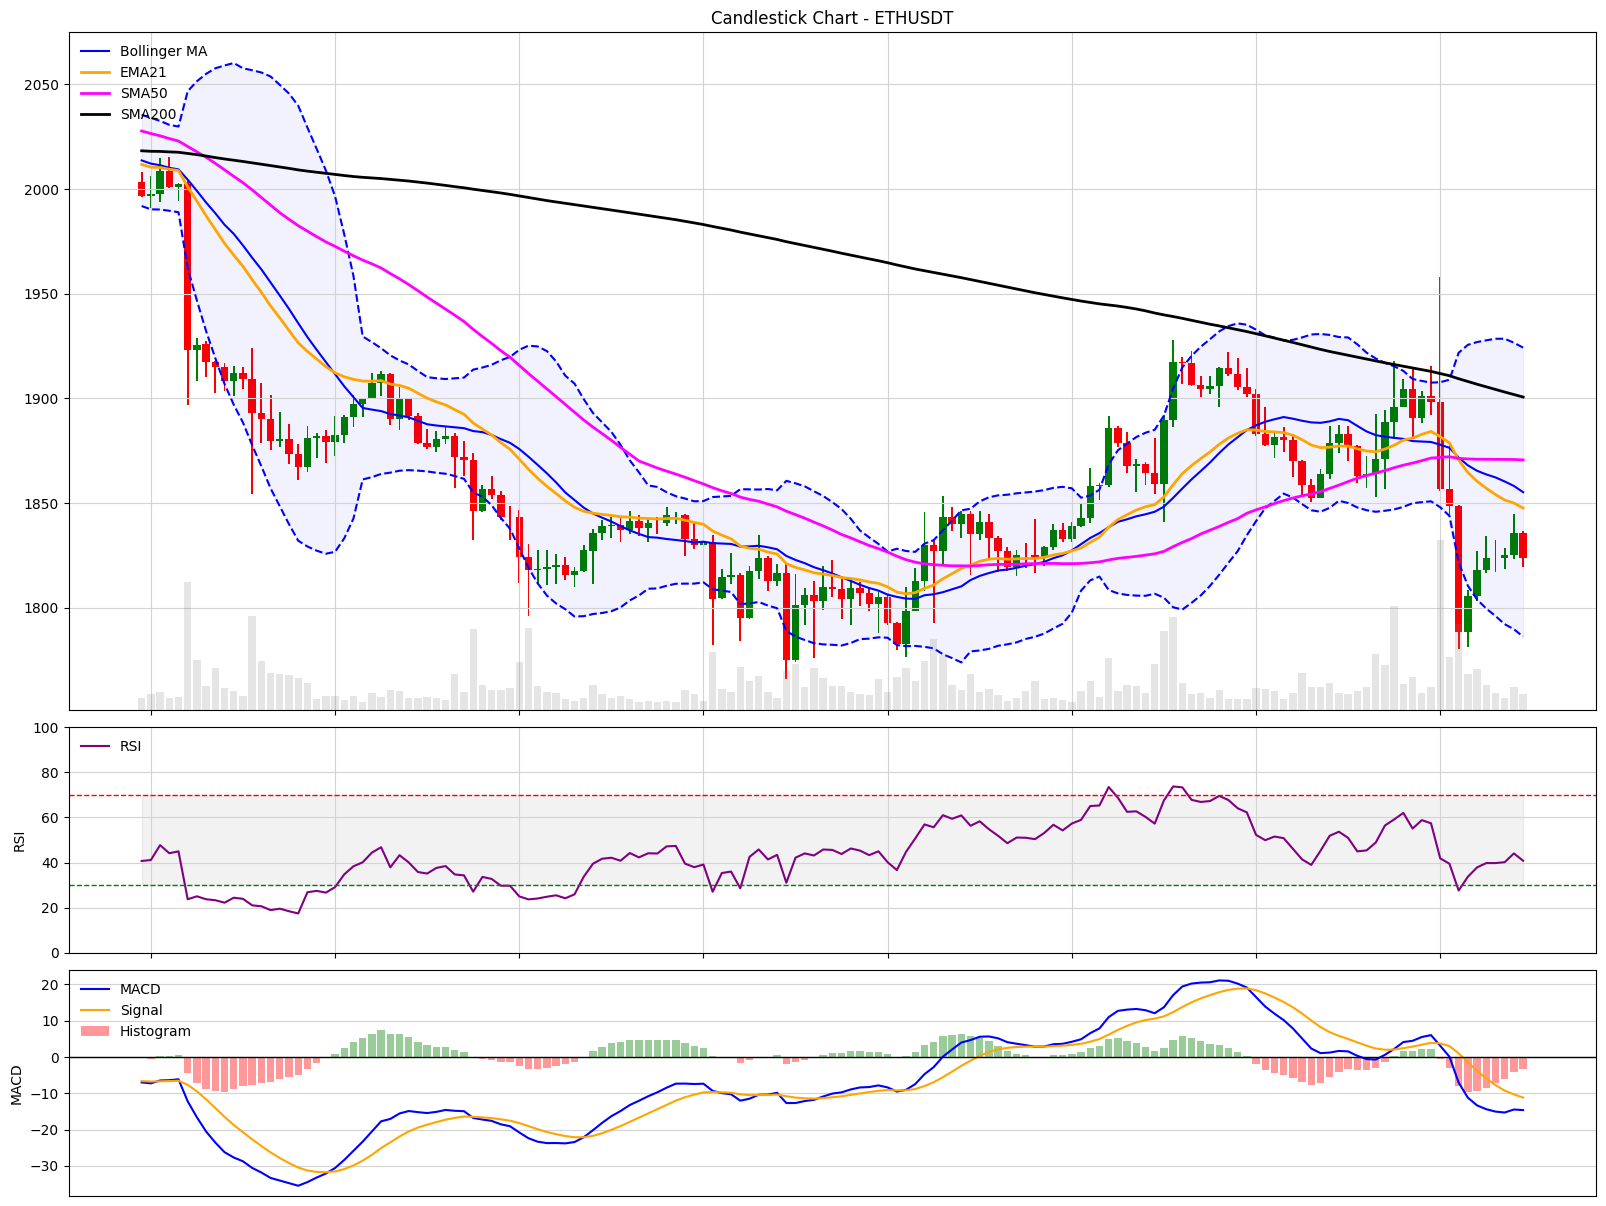 Candlestick Chart - ETHUSDT
Bollinger MA
EMA21
SMA50
SMA200
2050
2000
1950
1900
1850
1800
RSI
100
80
60
40
20
0
RSI
MACD
Signal
Histogram
20
10
0
−10
−20
−30
MACD